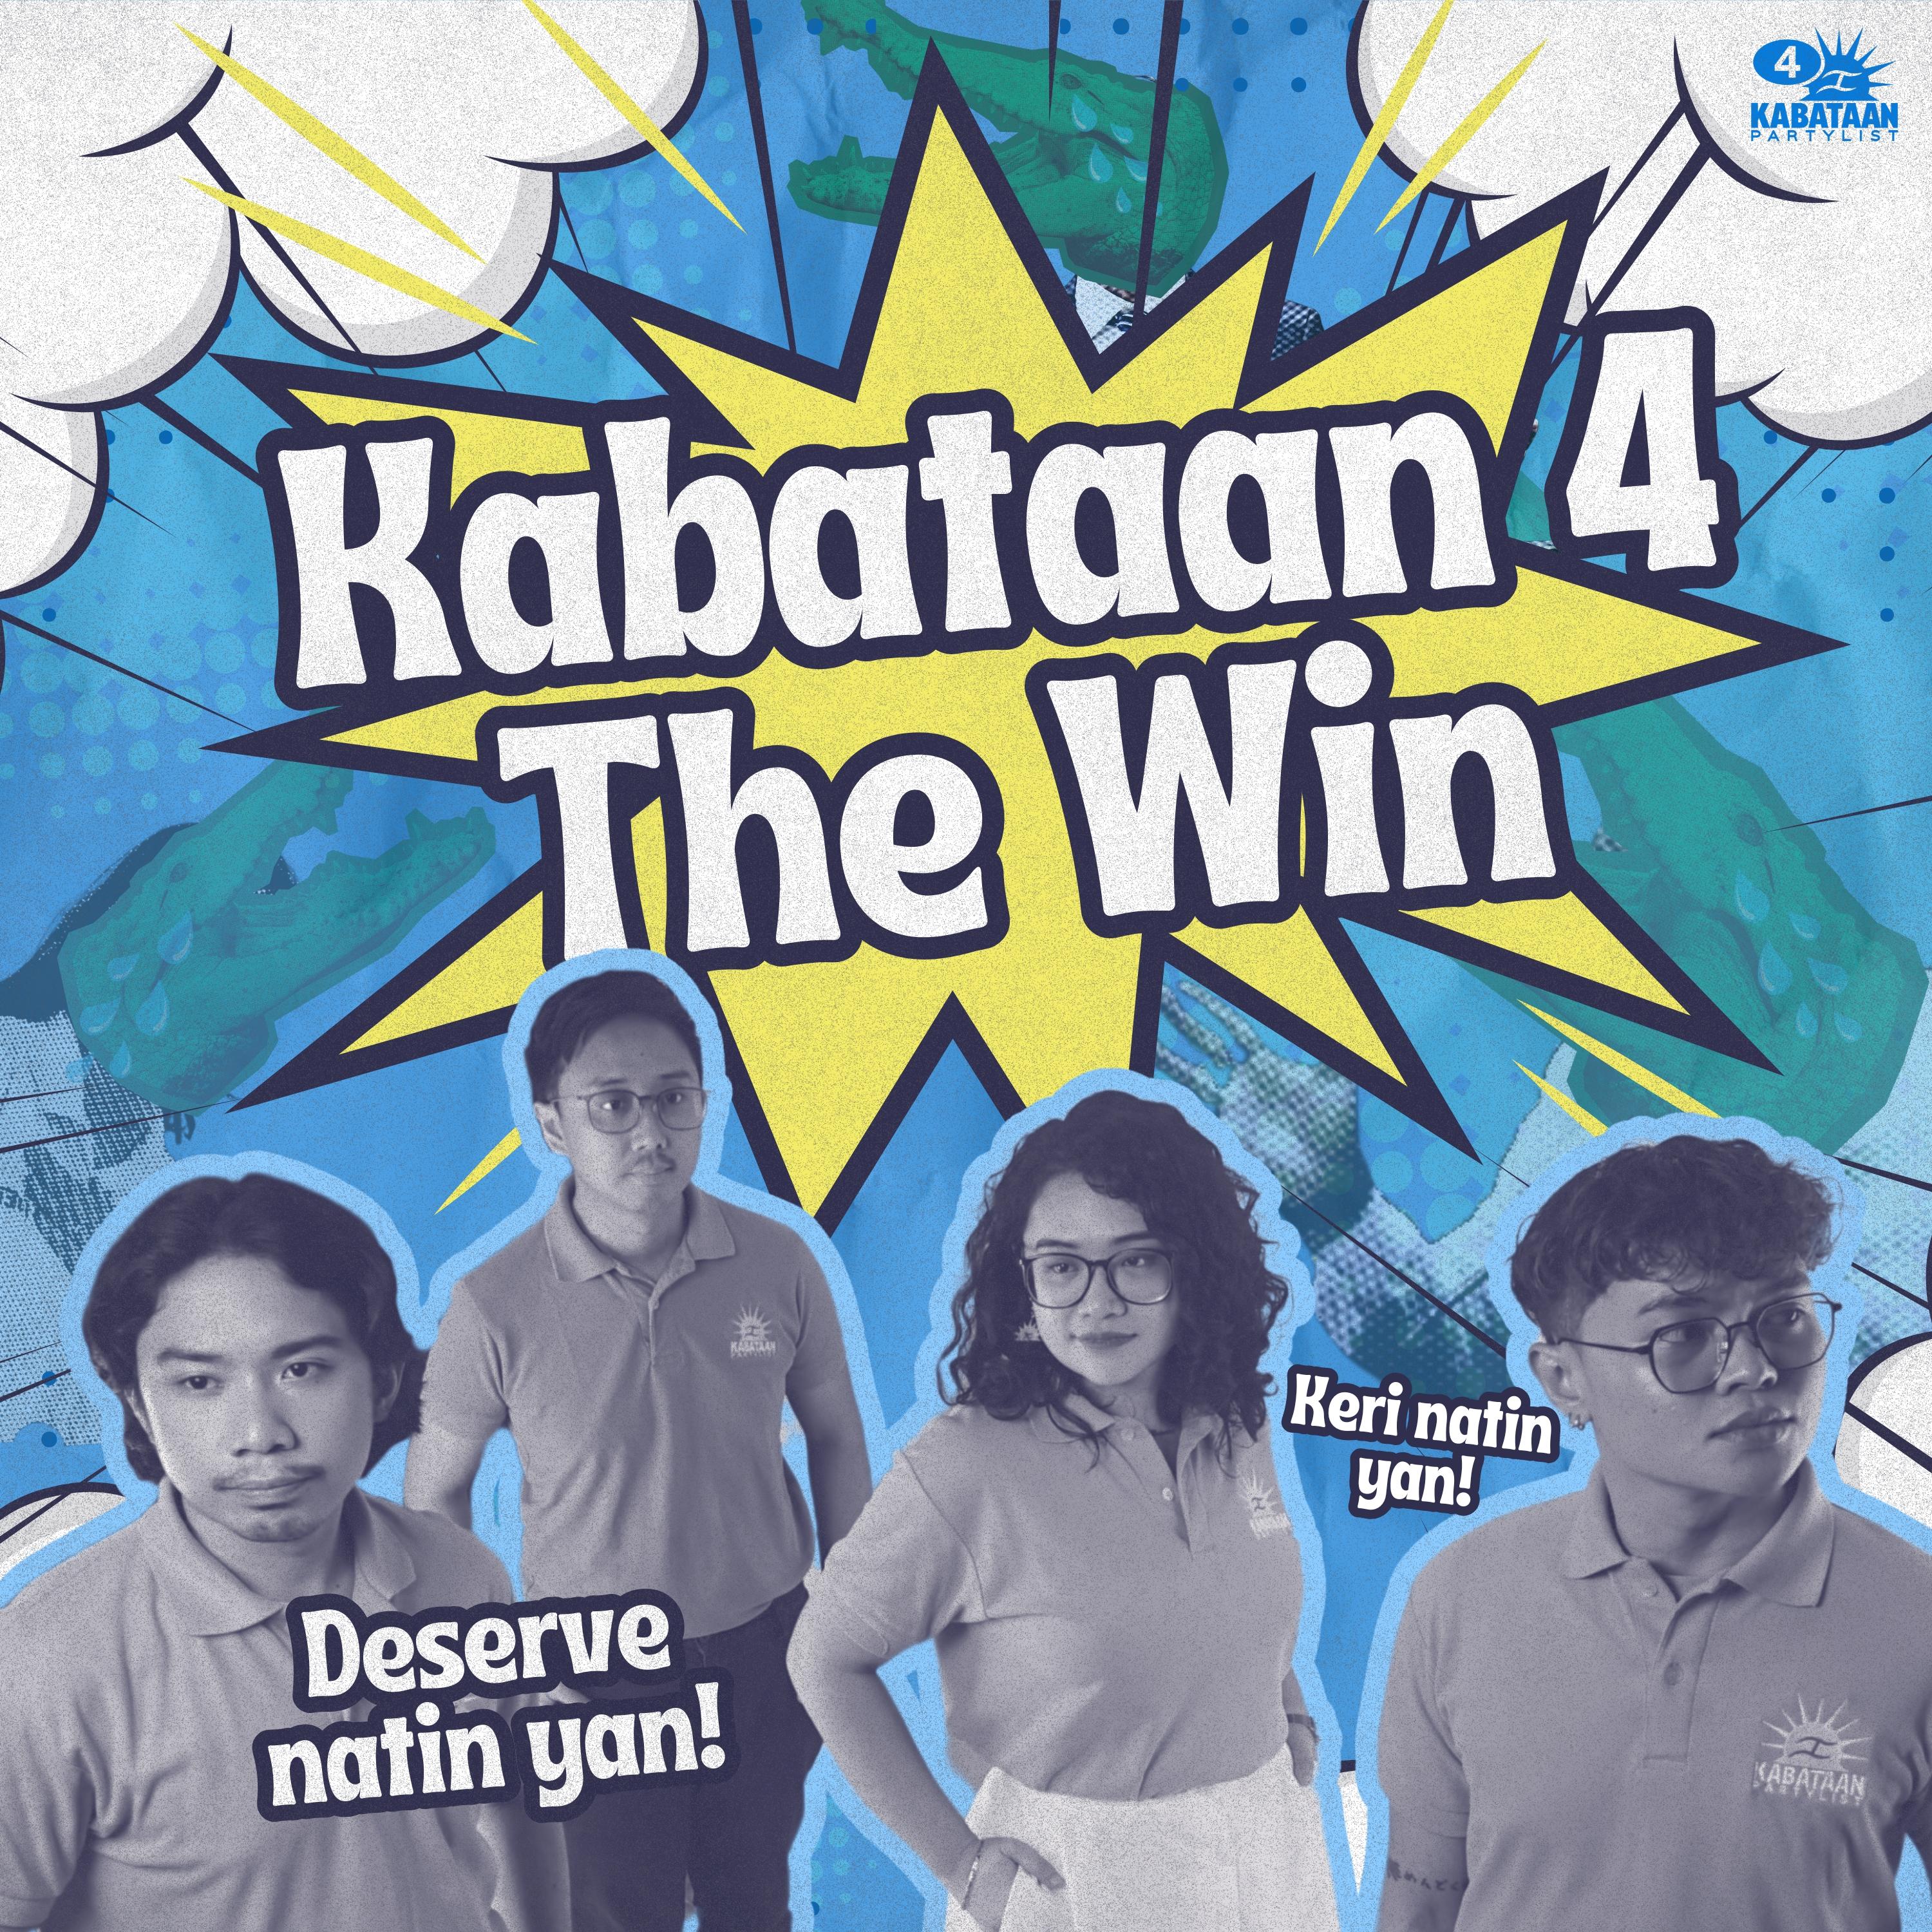 4
KABATAAN
PARTYLIST
Kabataan 4
The Win
KABATAAN
PARTYLIST
Keri natin
yan!
Deserve
natin yan!
KABATAAN
PARTYLIST